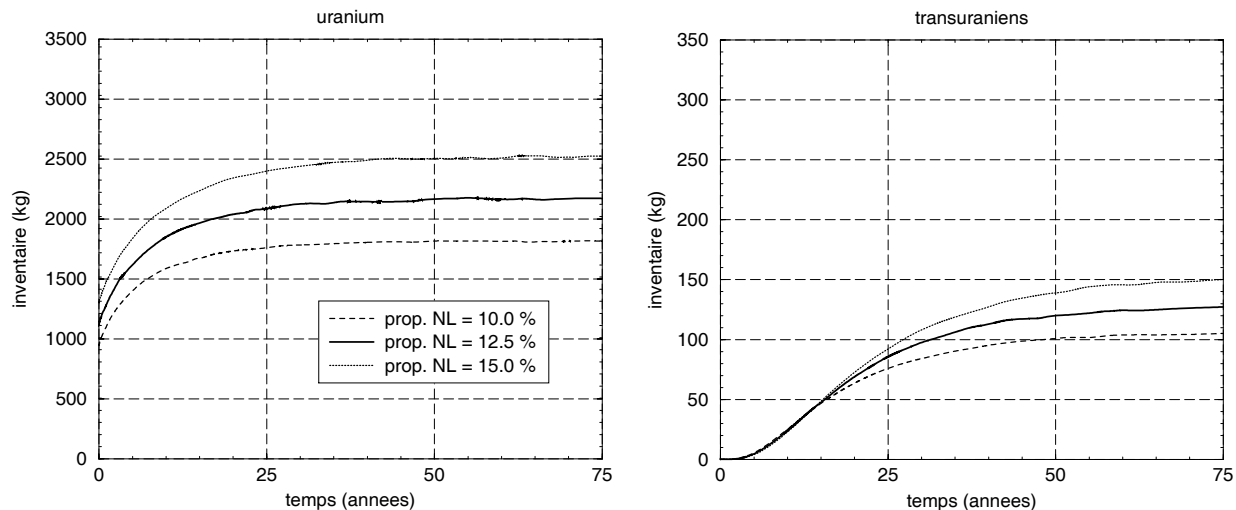 uranium
inventaire (kg)
3500
3000
2500
2000
1500
1000
500
0
0
25
50
75
temps (annees)
prop. NL = 10.0 %
prop. NL = 12.5 %
prop. NL = 15.0 %
transuraniens
inventaire (kg)
350
300
250
200
150
100
50
0
0
25
50
75
temps (annees)